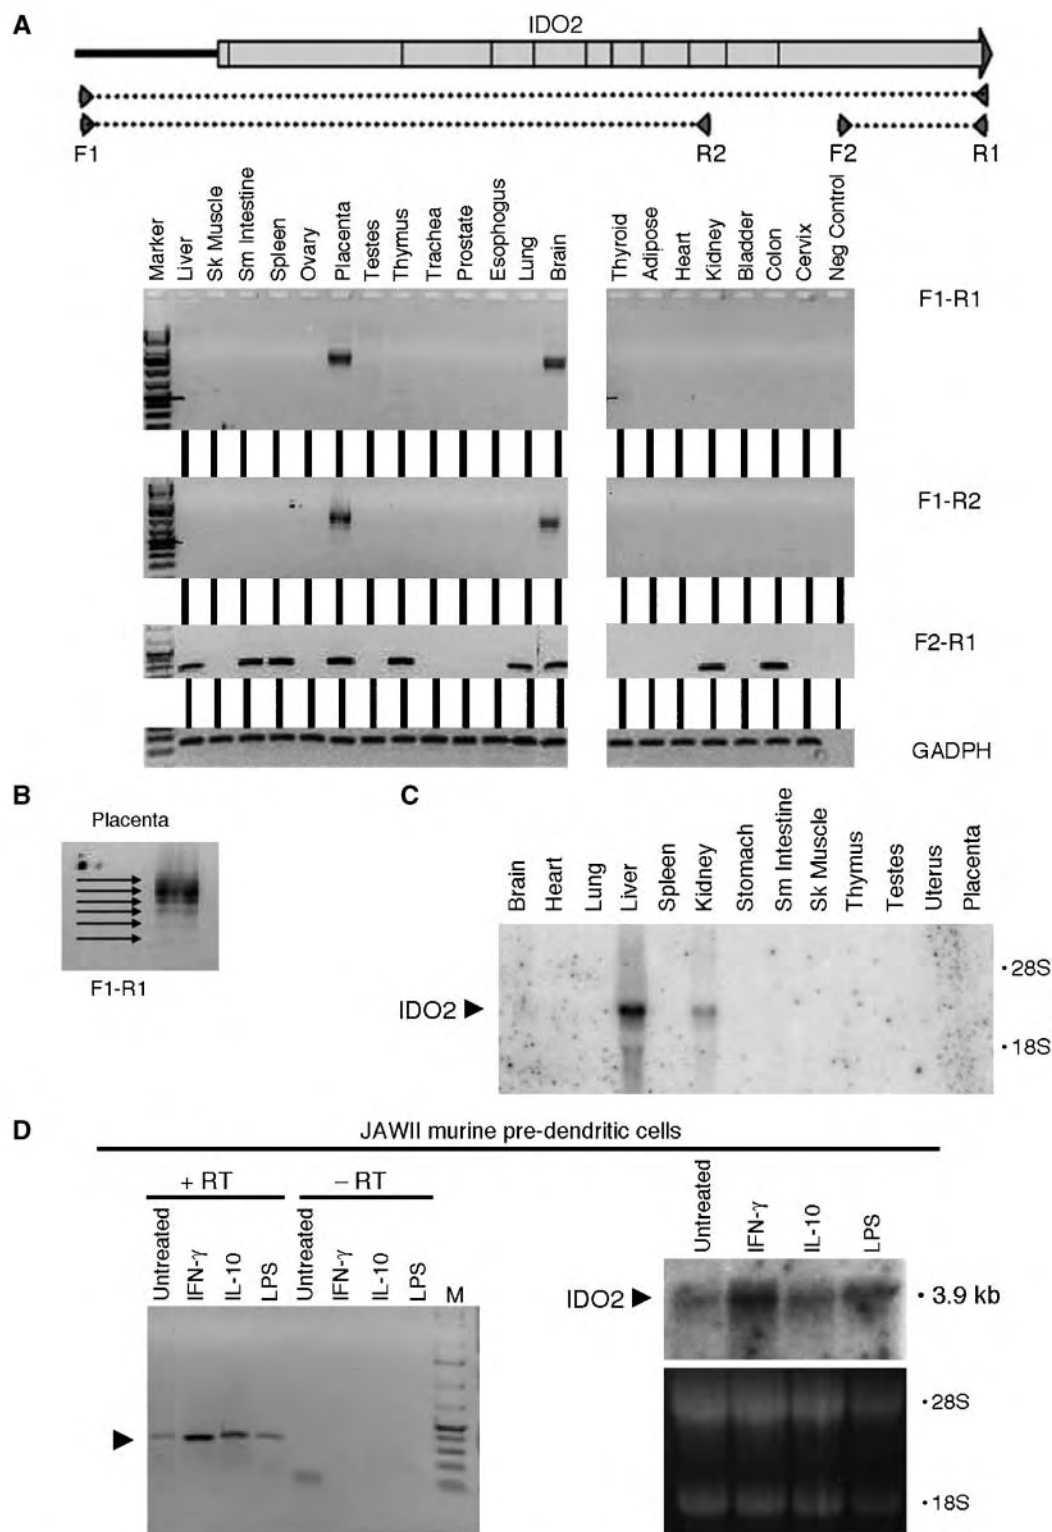 A
IDO2
F1
R2
F2
R1
Marker
Liver
Sk Muscle
Sm Intestine
Spleen
Ovary
Placenta
Testes
Thymus
Trachea
Prostate
Esophogus
Lung
Brain
Thyroid
Adipose
Heart
Kidney
Bladder
Colon
Cervix
Neg Control
F1-R1
F1-R2
F2-R1
GADPH
B
Placenta
F1-R1
C
Brain
Heart
Lung
Liver
Spleen
Kidney
Stomach
Sm Intestine
Sk Muscle
Thymus
Testes
Uterus
Placenta
IDO2
28S
18S
D
JAWII murine pre-dendritic cells
+ RT
– RT
Untreated
IFN-γ
IL-10
LPS
Untreated
IFN-γ
IL-10
LPS
M
Untreated
IFN-γ
IL-10
LPS
IDO2
3.9 kb
28S
18S